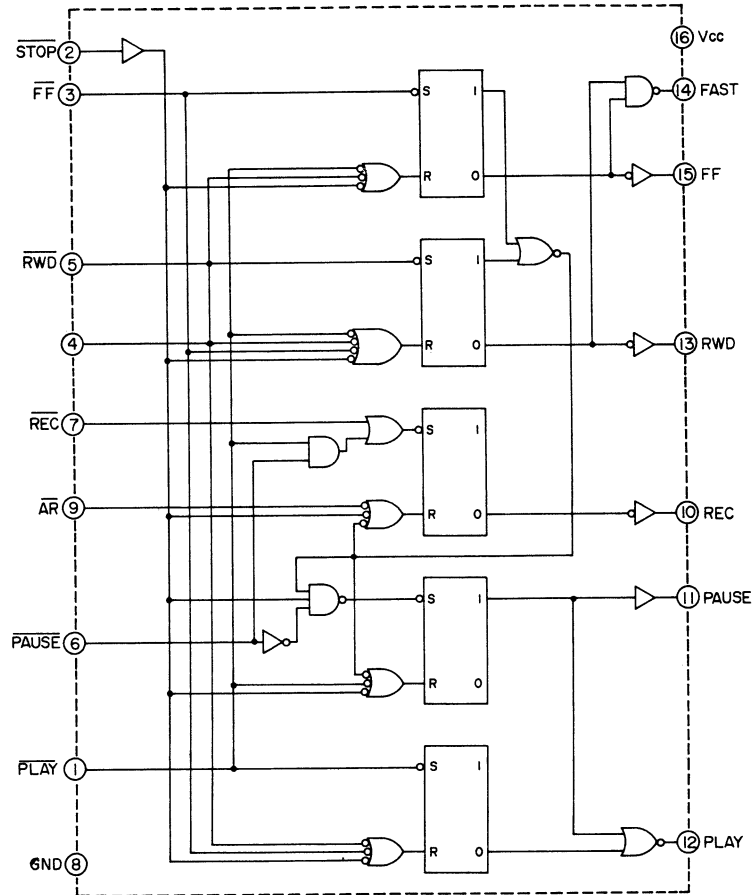 16 Vcc
STOP 2
FF 3
S 1
14 FAST
R 0
15 FF
RWD 5
S 1
4
R 0
13 RWD
REC 7
S 1
AR 9
R 0
10 REC
S 1
11 PAUSE
PAUSE 6
R 0
PLAY 1
S 1
12 PLAY
GND 8
R 0